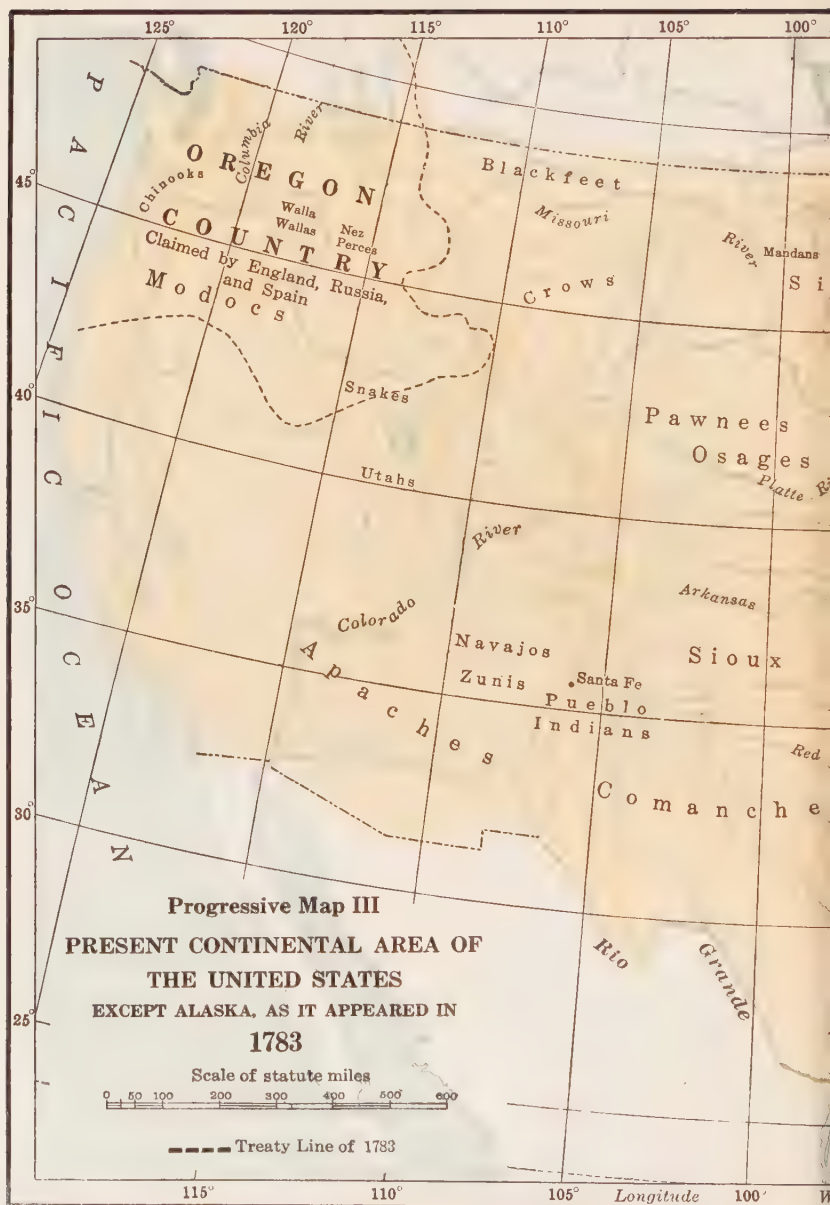 125° 120° 115° 110° 105° 100°
PACIFIC OCEAN
45°
40°
35°
30°
25°
OREGON
COUNTRY
Claimed by England, Russia,
and Spain
Columbia River
Chinooks
Walla
Wallas
Nez
Perces
Modocs
Blackfeet
Missouri River
Mandans
Si
Crows
Snakes
Pawnees
Osages
Platte Ri
Utahs
Colorado River
Arkansas
Navajos
Sioux
Zunis
Santa Fe
Pueblo
Indians
Apaches
Red
Comanche
Rio Grande
Progressive Map III
PRESENT CONTINENTAL AREA OF
THE UNITED STATES
EXCEPT ALASKA, AS IT APPEARED IN
1783
Scale of statute miles
0 50 100 200 300 400 500 600
Treaty Line of 1783
115° 110° 105° Longitude 100° W